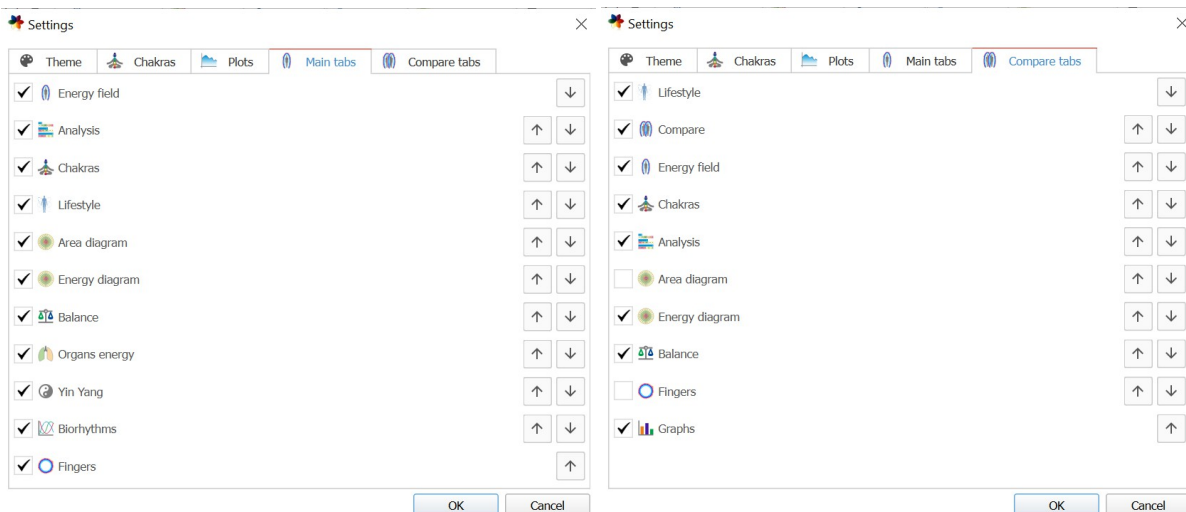 Settings
Theme Chakras Plots Main tabs Compare tabs
Energy field
Analysis
Chakras
Lifestyle
Area diagram
Energy diagram
Balance
Organs energy
Yin Yang
Biorhythms
Fingers
OK Cancel
Settings
Theme Chakras Plots Main tabs Compare tabs
Lifestyle
Compare
Energy field
Chakras
Analysis
Area diagram
Energy diagram
Balance
Fingers
Graphs
OK Cancel